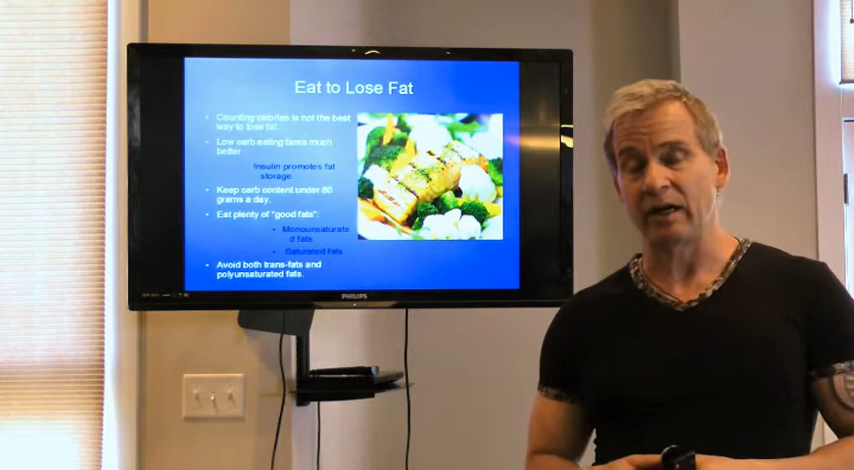 Eat to Lose Fat
• Counting calories is not the best
way to lose fat.
• Low carb eating fares much
better
Insulin promotes fat
storage.
• Keep carb content under 80
grams a day.
• Eat plenty of "good fats":
• Monounsaturate
d fats
• Saturated fats
• Avoid both trans-fats and
polyunsaturated fats.
PHILIPS